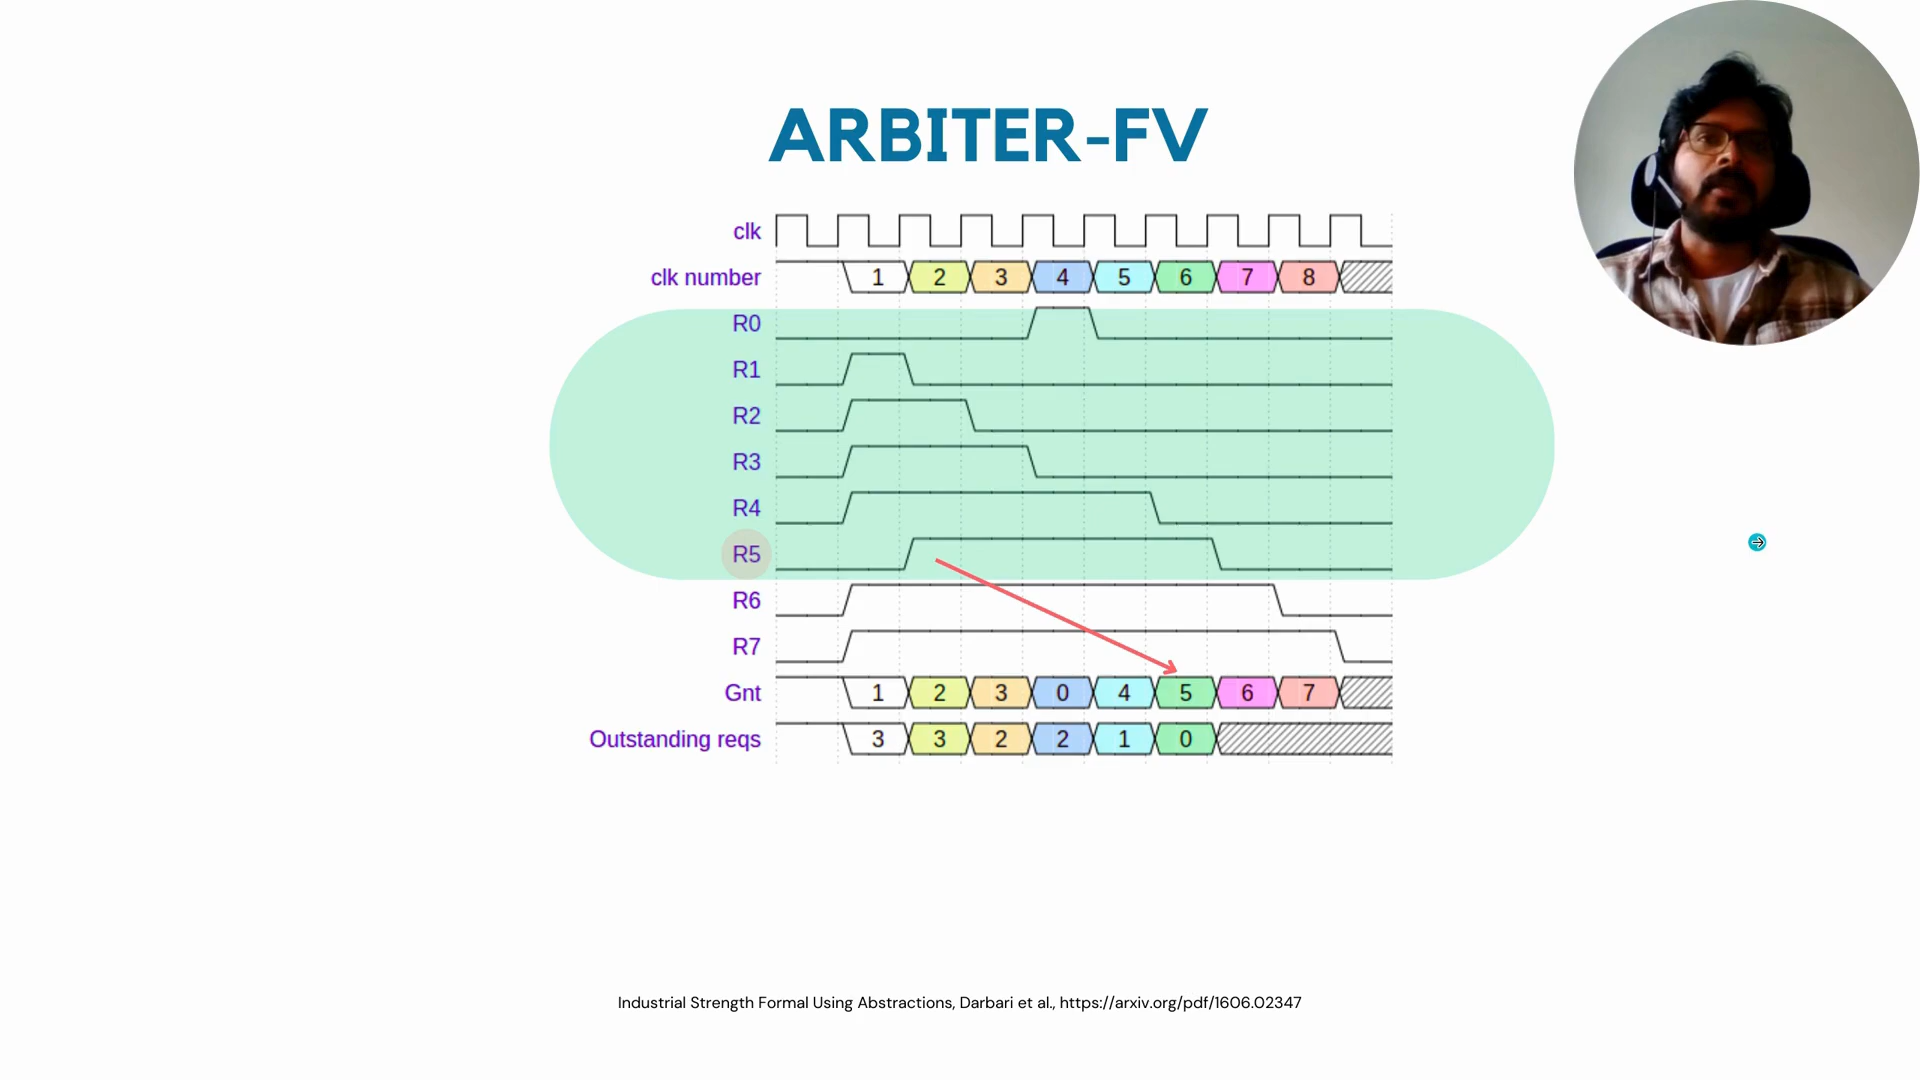 ARBITER-FV
clk
clk number 1 2 3 4 5 6 7 8
R0
R1
R2
R3
R4
R5
R6
R7
Gnt 1 2 3 0 4 5 6 7
Outstanding reqs 3 3 2 2 1 0
Industrial Strength Formal Using Abstractions, Darbari et al., https://arxiv.org/pdf/1606.02347